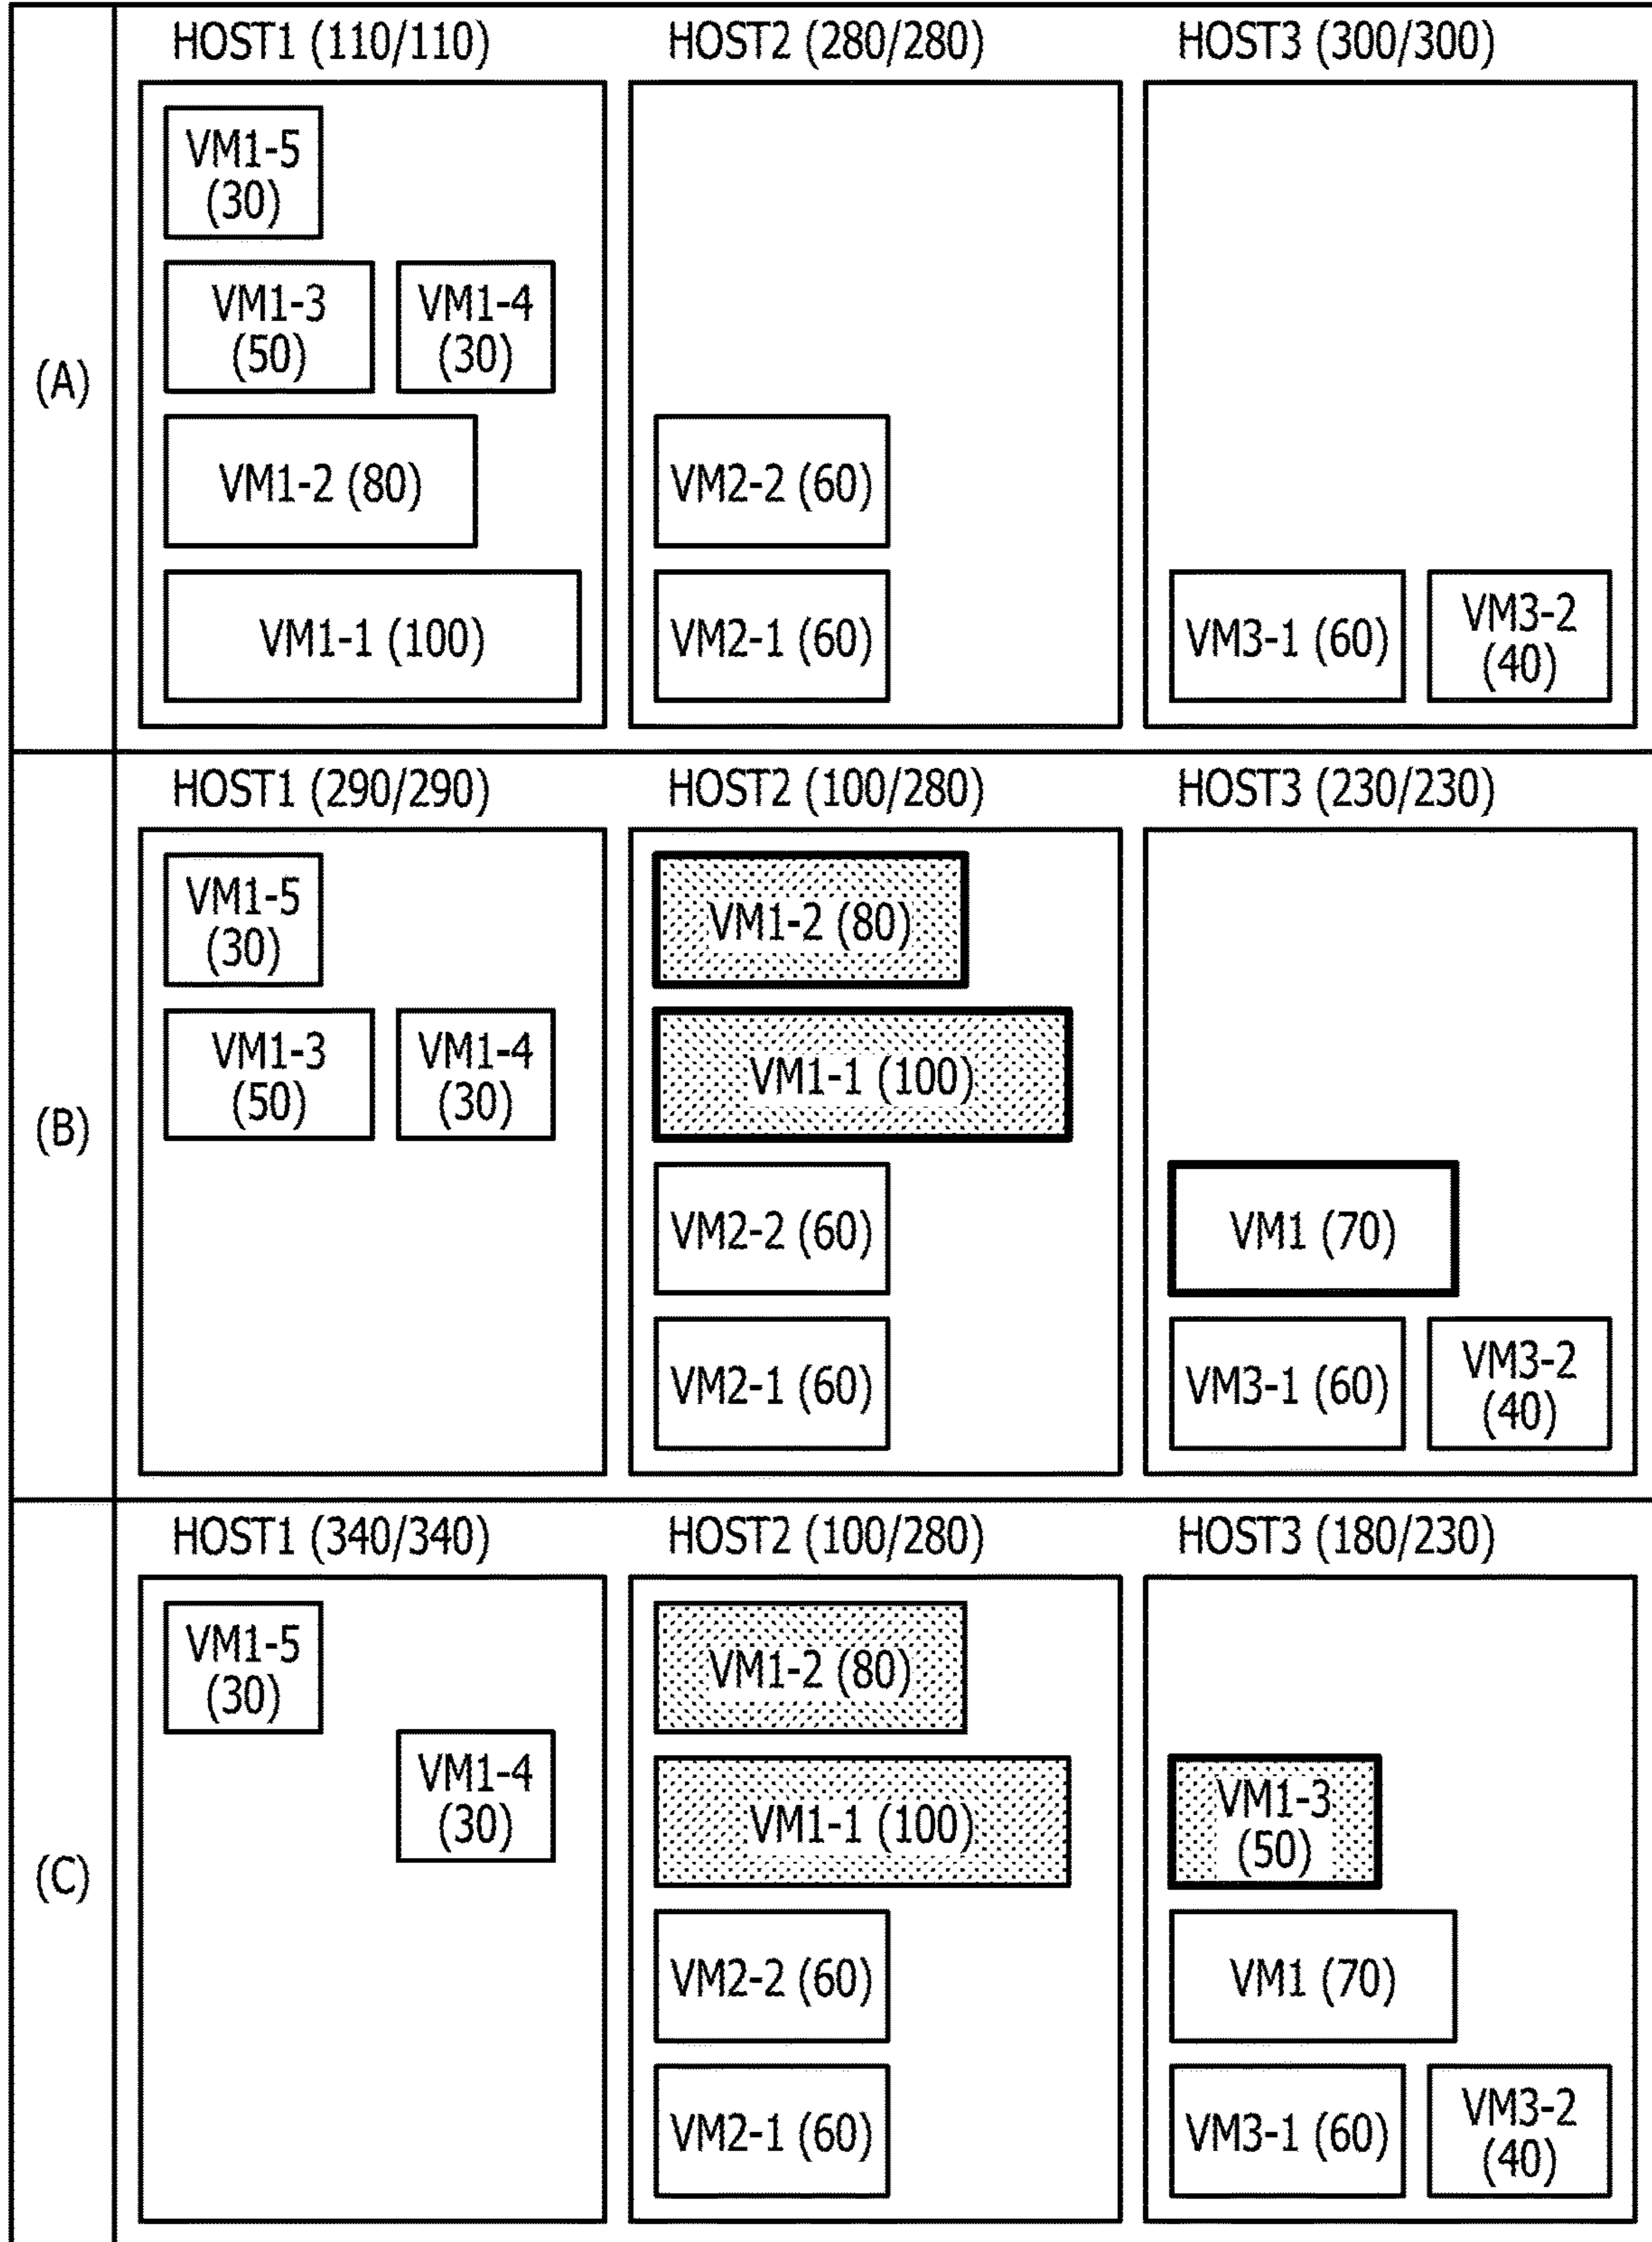 HOST1 (110/110) HOST2 (280/280) HOST3 (300/300)
(A)
VM1-5
(30)
VM1-3
(50)
VM1-4
(30)
VM1-2 (80)
VM1-1 (100)
VM2-2 (60)
VM2-1 (60)
VM3-1 (60)
VM3-2
(40)
HOST1 (290/290) HOST2 (100/280) HOST3 (230/230)
(B)
VM1-5
(30)
VM1-3
(50)
VM1-4
(30)
VM1-2 (80)
VM1-1 (100)
VM2-2 (60)
VM2-1 (60)
VM1 (70)
VM3-1 (60)
VM3-2
(40)
HOST1 (340/340) HOST2 (100/280) HOST3 (180/230)
(C)
VM1-5
(30)
VM1-4
(30)
VM1-2 (80)
VM1-1 (100)
VM2-2 (60)
VM2-1 (60)
VM1-3
(50)
VM1 (70)
VM3-1 (60)
VM3-2
(40)